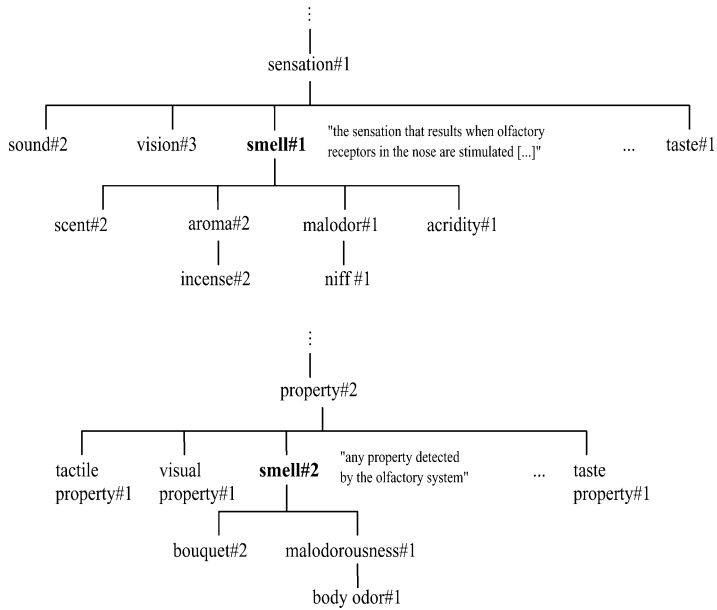 ⋮
sensation#1
sound#2 vision#3 smell#1 "the sensation that results when olfactory
receptors in the nose are stimulated [...]" ... taste#1
scent#2 aroma#2 malodor#1 acridity#1
incense#2 niff #1
⋮
property#2
tactile
property#1
visual
property#1
smell#2
"any property detected
by the olfactory system"
...
taste
property#1
bouquet#2 malodorousness#1
body odor#1